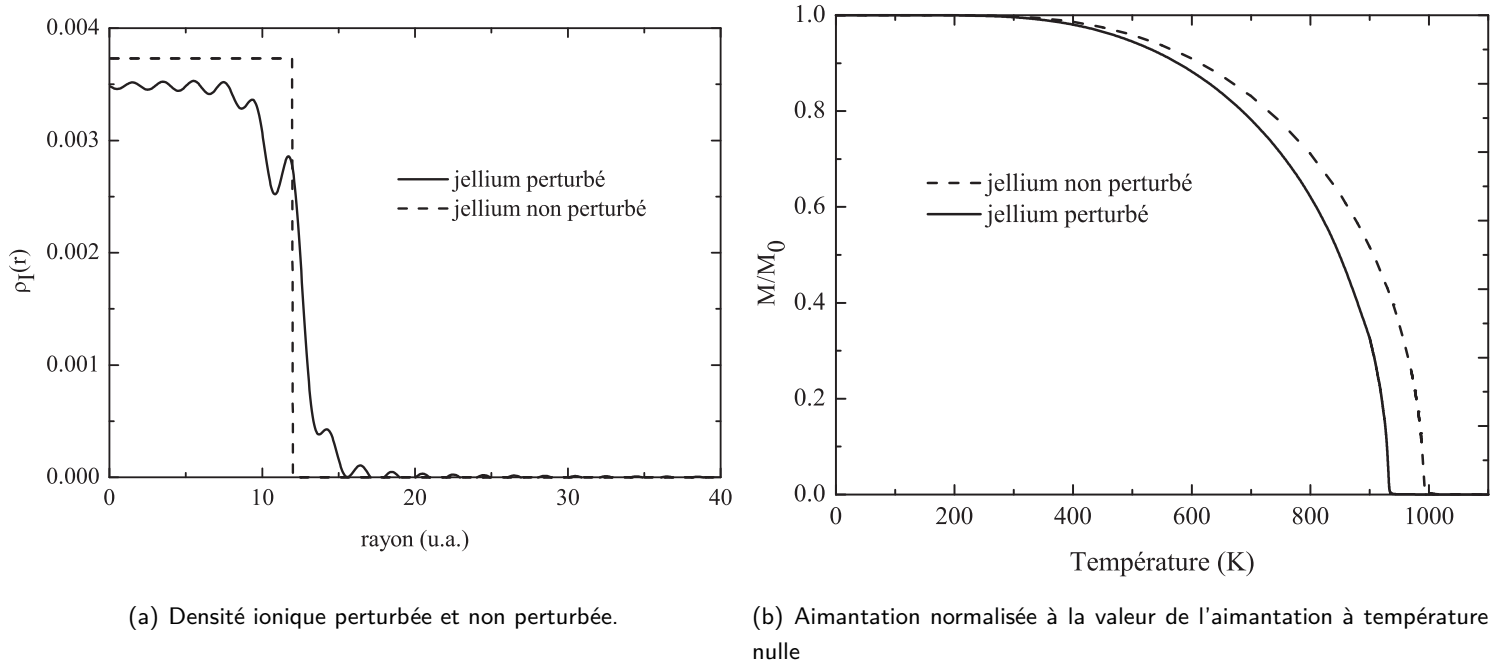 0.004
0.003
0.002
0.001
0.000
0
10
20
30
40
ρI(r)
rayon (u.a.)
jellium perturbé
jellium non perturbé
1.0
0.8
0.6
0.4
0.2
0.0
0
200
400
600
800
1000
M/M0
Température (K)
jellium non perturbé
jellium perturbé
(a) Densité ionique perturbée et non perturbée.
(b) Aimantation normalisée à la valeur de l'aimantation à température
nulle